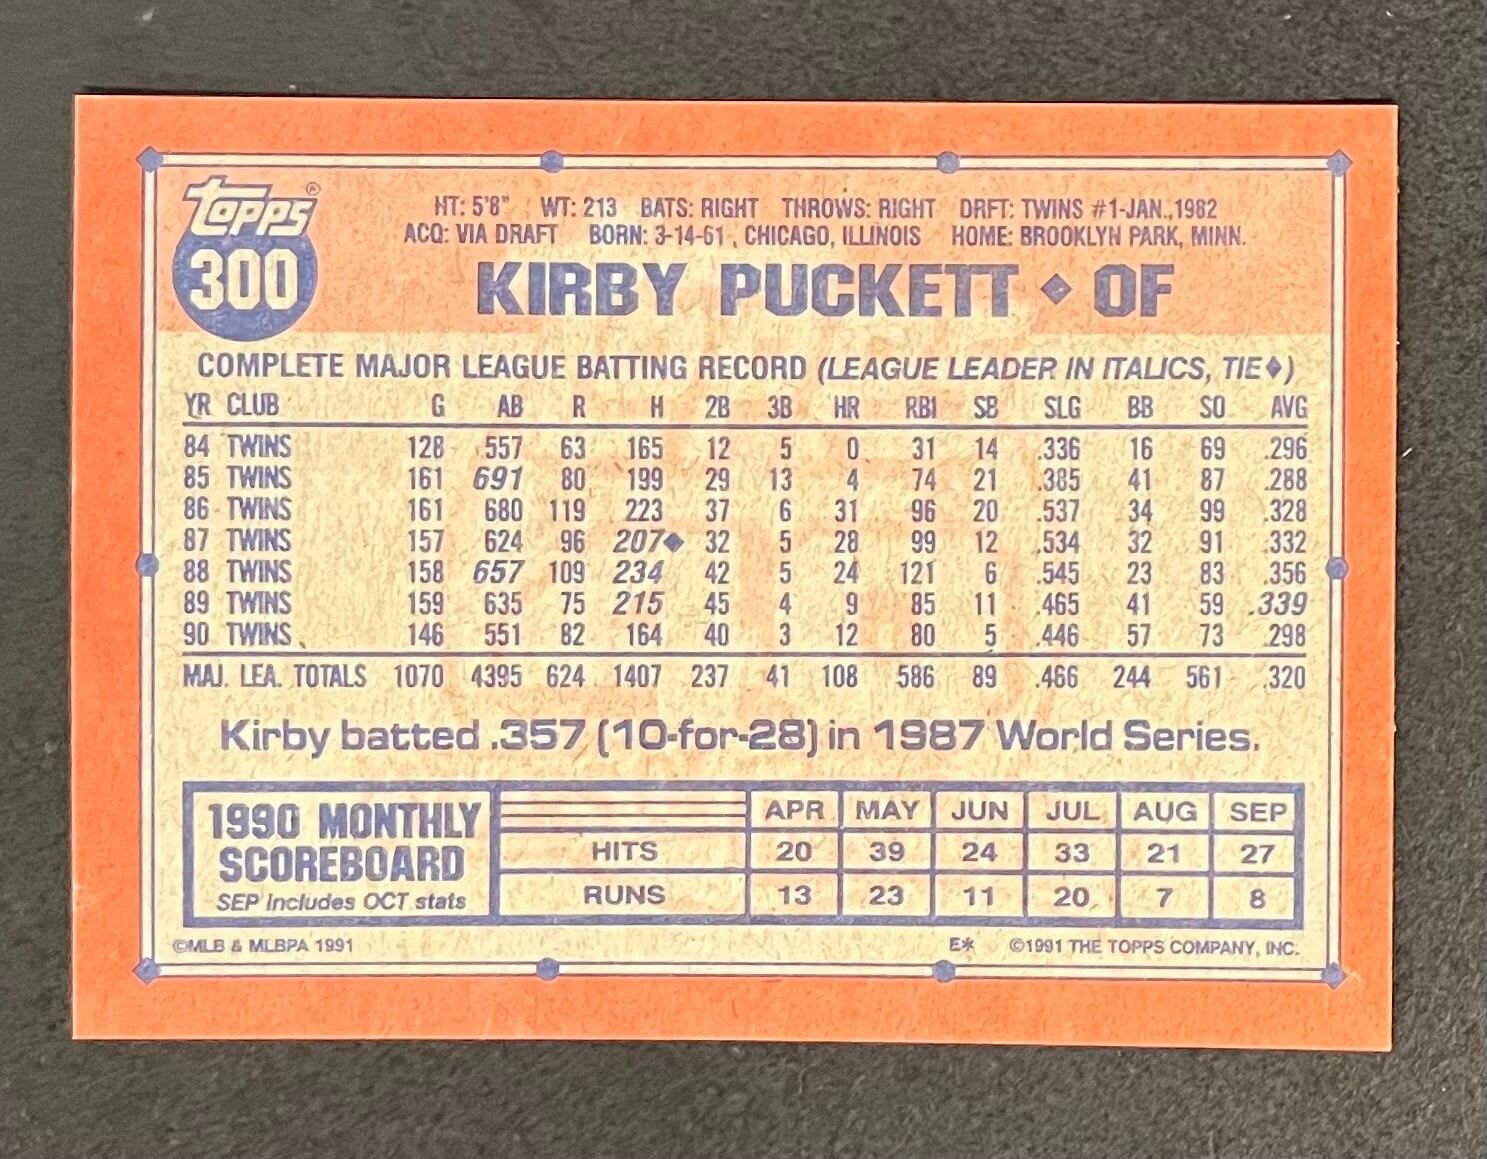 topps®
300
HT: 5'8" WT: 213 BATS: RIGHT THROWS: RIGHT DRFT: TWINS #1-JAN.,1982
ACQ: VIA DRAFT BORN: 3-14-61, CHICAGO, ILLINOIS HOME: BROOKLYN PARK, MINN.
KIRBY PUCKETT ◆ OF
COMPLETE MAJOR LEAGUE BATTING RECORD (LEAGUE LEADER IN ITALICS, TIE◆)
YR CLUB G AB R H 2B 3B HR RBI SB SLG BB SO AVG
84 TWINS 128 557 63 165 12 5 0 31 14 .336 16 69 .296
85 TWINS 161 691 80 199 29 13 4 74 21 .385 41 87 .288
86 TWINS 161 680 119 223 37 6 31 96 20 .537 34 99 .328
87 TWINS 157 624 96 207◆ 32 5 28 99 12 .534 32 91 .332
88 TWINS 158 657 109 234 42 5 24 121 6 .545 23 83 .356
89 TWINS 159 635 75 215 45 4 9 85 11 .465 41 59 .339
90 TWINS 146 551 82 164 40 3 12 80 5 .446 57 73 .298
MAJ. LEA. TOTALS 1070 4395 624 1407 237 41 108 586 89 .466 244 561 .320
Kirby batted .357 (10-for-28) in 1987 World Series.
1990 MONTHLY
SCOREBOARD
SEP Includes OCT stats
APR MAY JUN JUL AUG SEP
HITS 20 39 24 33 21 27
RUNS 13 23 11 20 7 8
©MLB & MLBPA 1991 E* ©1991 THE TOPPS COMPANY, INC.